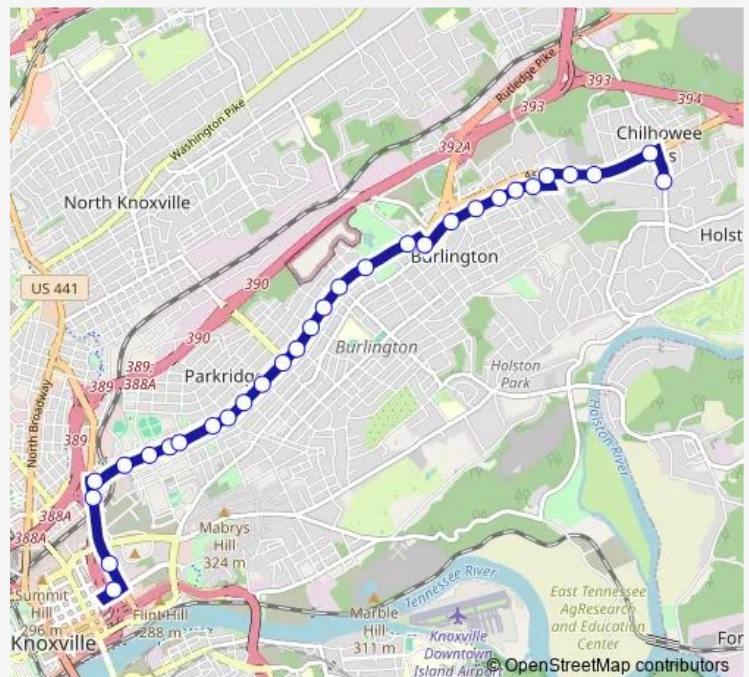 Washington Pike
Rutledge Pike
393
393
394
392A
Chilhowee
s
As
North Knoxville
Holst
US 441
390
Burlington
390
389;
388A
389
Parkridg
Burlington
Holston
Park
North Broadway
389
Holston River
388A
388A
Mabrys
Hill
324 m
Summit
Hill
296 m
Flint Hill
288 m
Knoxville
Tennessee River
Marble
Hill
311 m
Knoxville
Downtown
Island Airport
East Tennessee
AgResearch
and Education
Center
For
© OpenStreetMap contributors